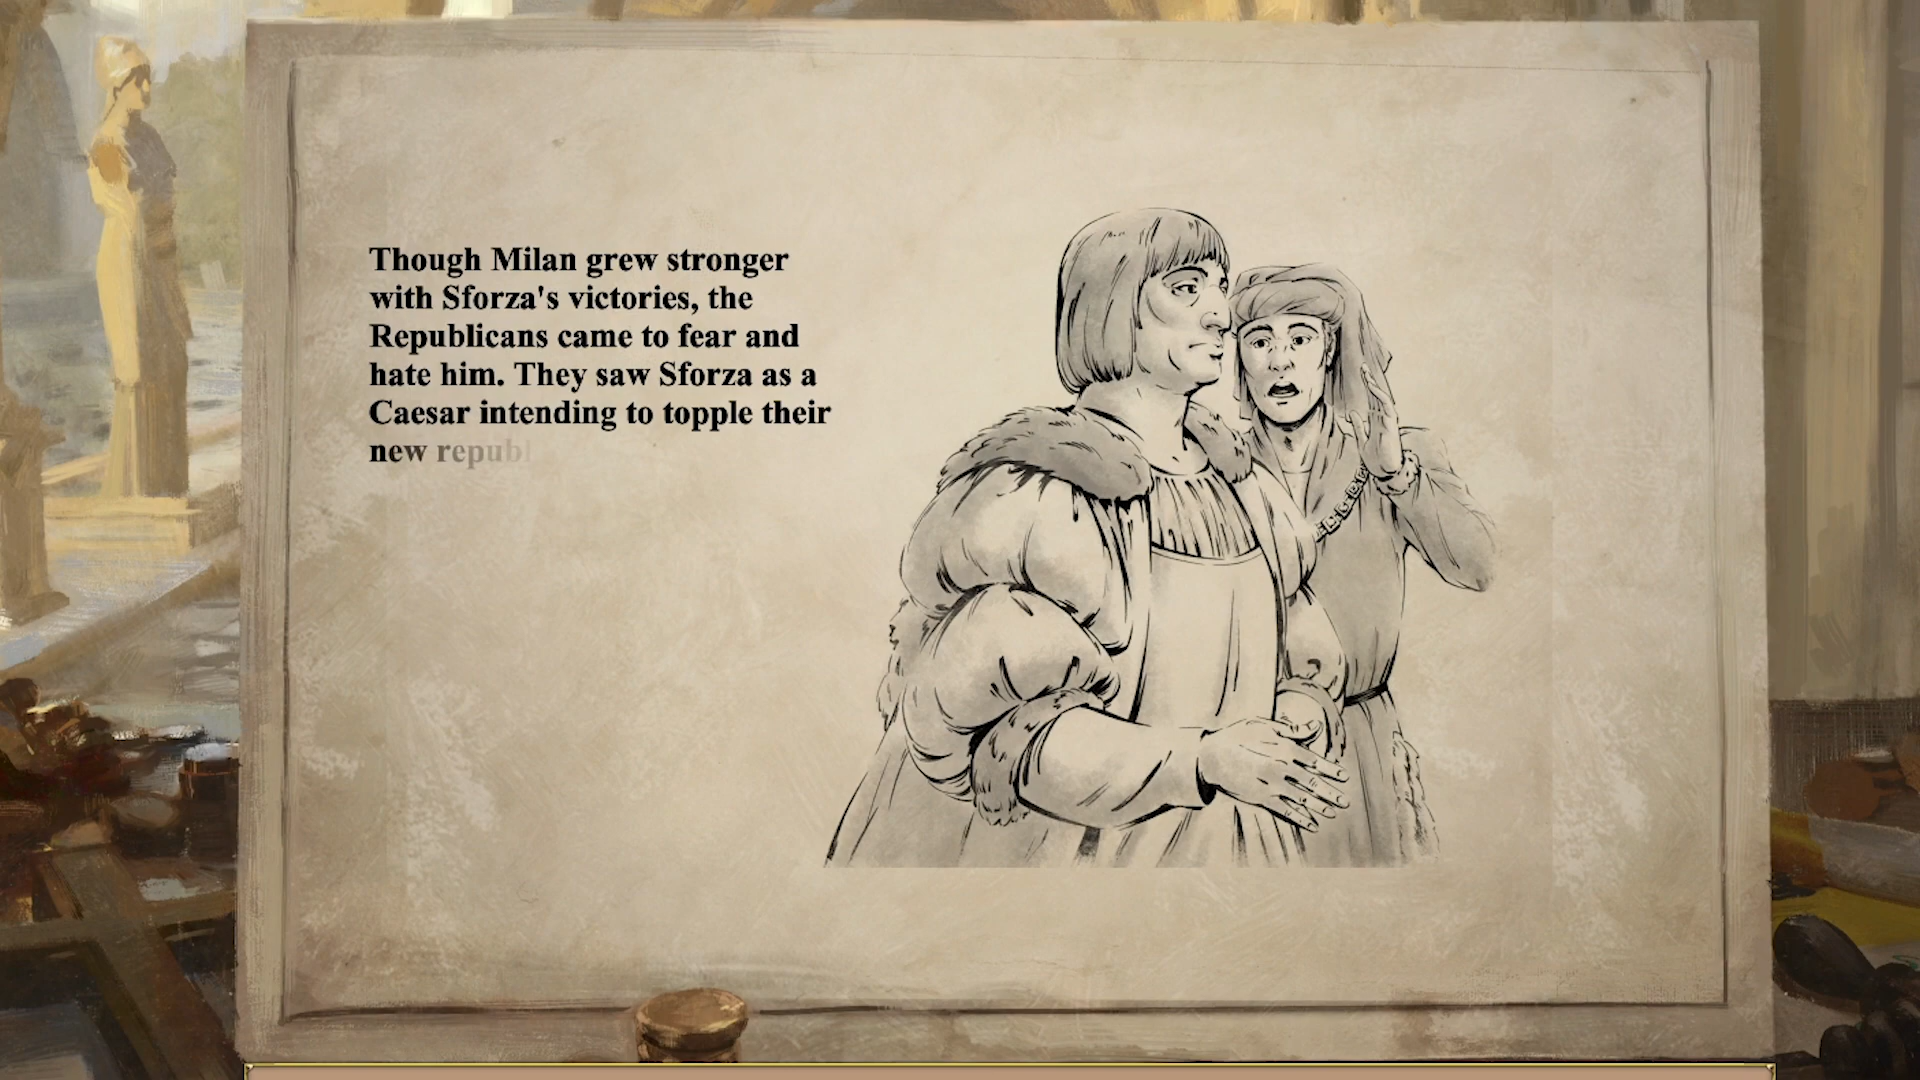 Though Milan grew stronger
with Sforza's victories, the
Republicans came to fear and
hate him. They saw Sforza as a
Caesar intending to topple their
new republ